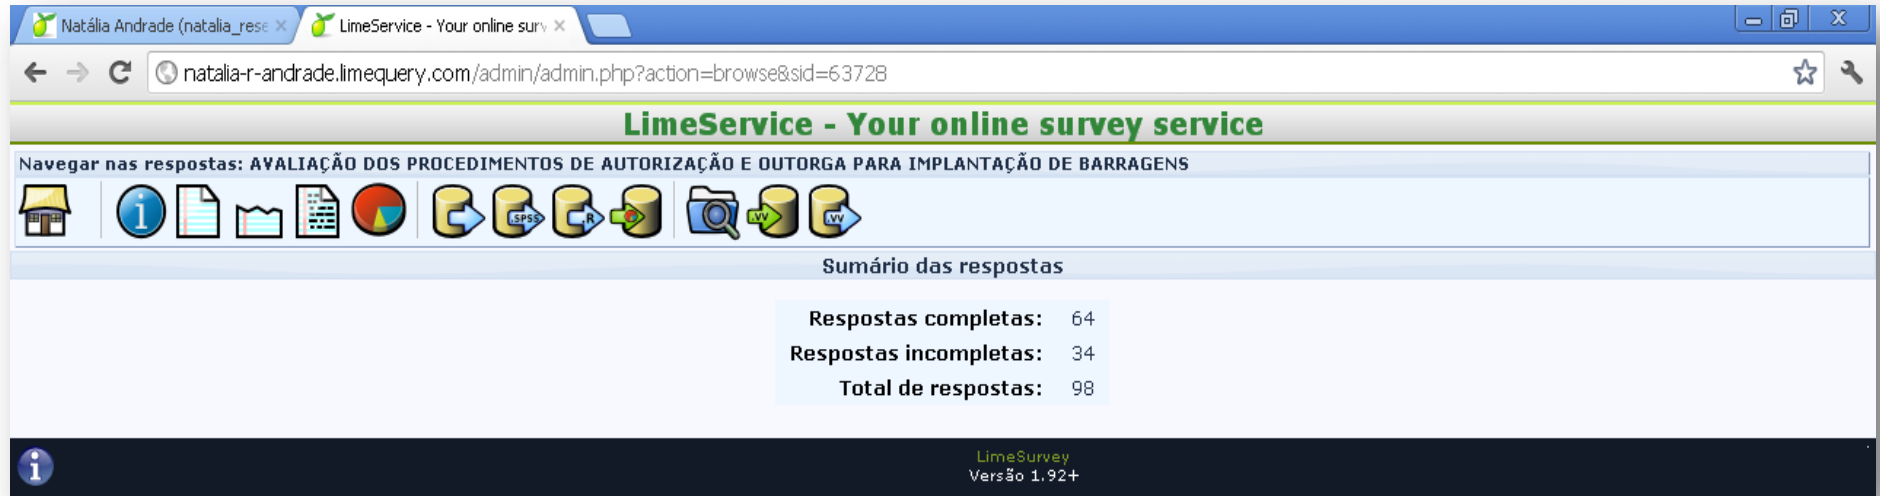 Natália Andrade (natalia_rese
LimeService - Your online surv
natalia-r-andrade.limequery.com/admin/admin.php?action=browse&sid=63728
LimeService - Your online survey service
Navegar nas respostas: AVALIAÇÃO DOS PROCEDIMENTOS DE AUTORIZAÇÃO E OUTORGA PARA IMPLANTAÇÃO DE BARRAGENS
.SPSS .R .VV .VV
Sumário das respostas
Respostas completas: 64
Respostas incompletas: 34
Total de respostas: 98
LimeSurvey
Versão 1.92+